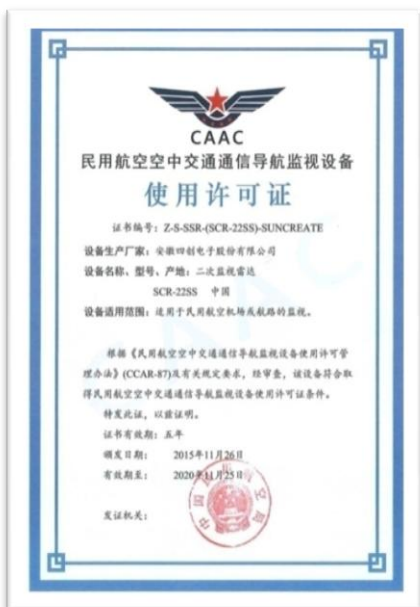 CAAC
民用航空空中交通通信导航监视设备
使用许可证
证书编号：Z-S-SSR-(SCR-22SS)-SUNCREATE
设备生产厂家：安徽四创电子股份有限公司
设备名称、型号、产地：二次监视雷达
SCR-22SS 中国
设备适用范围：适用于民用航空机场或航路的监视。
根据《民用航空空中交通通信导航监视设备使用许可管
理办法》(CCAR-87)及有关规定要求，经审查，该设备符合取
得民用航空空中交通通信导航监视设备使用许可证条件。
特发此证，以兹证明。
证书有效期：五年
颁发日期： 2015年11月26日
有效期至： 2020年11月25日
发证机关：
CAAC